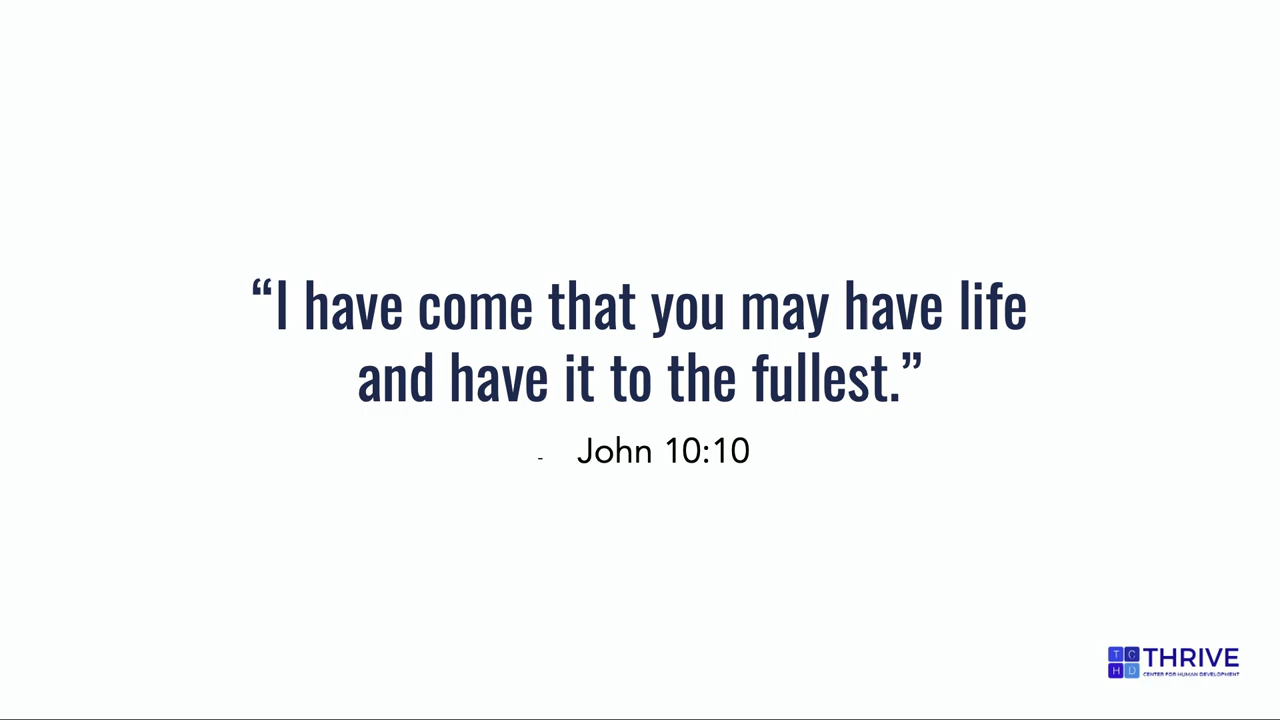 “I have come that you may have life
and have it to the fullest.”
- John 10:10
T C
H D
THRIVE
CENTER FOR HUMAN DEVELOPMENT